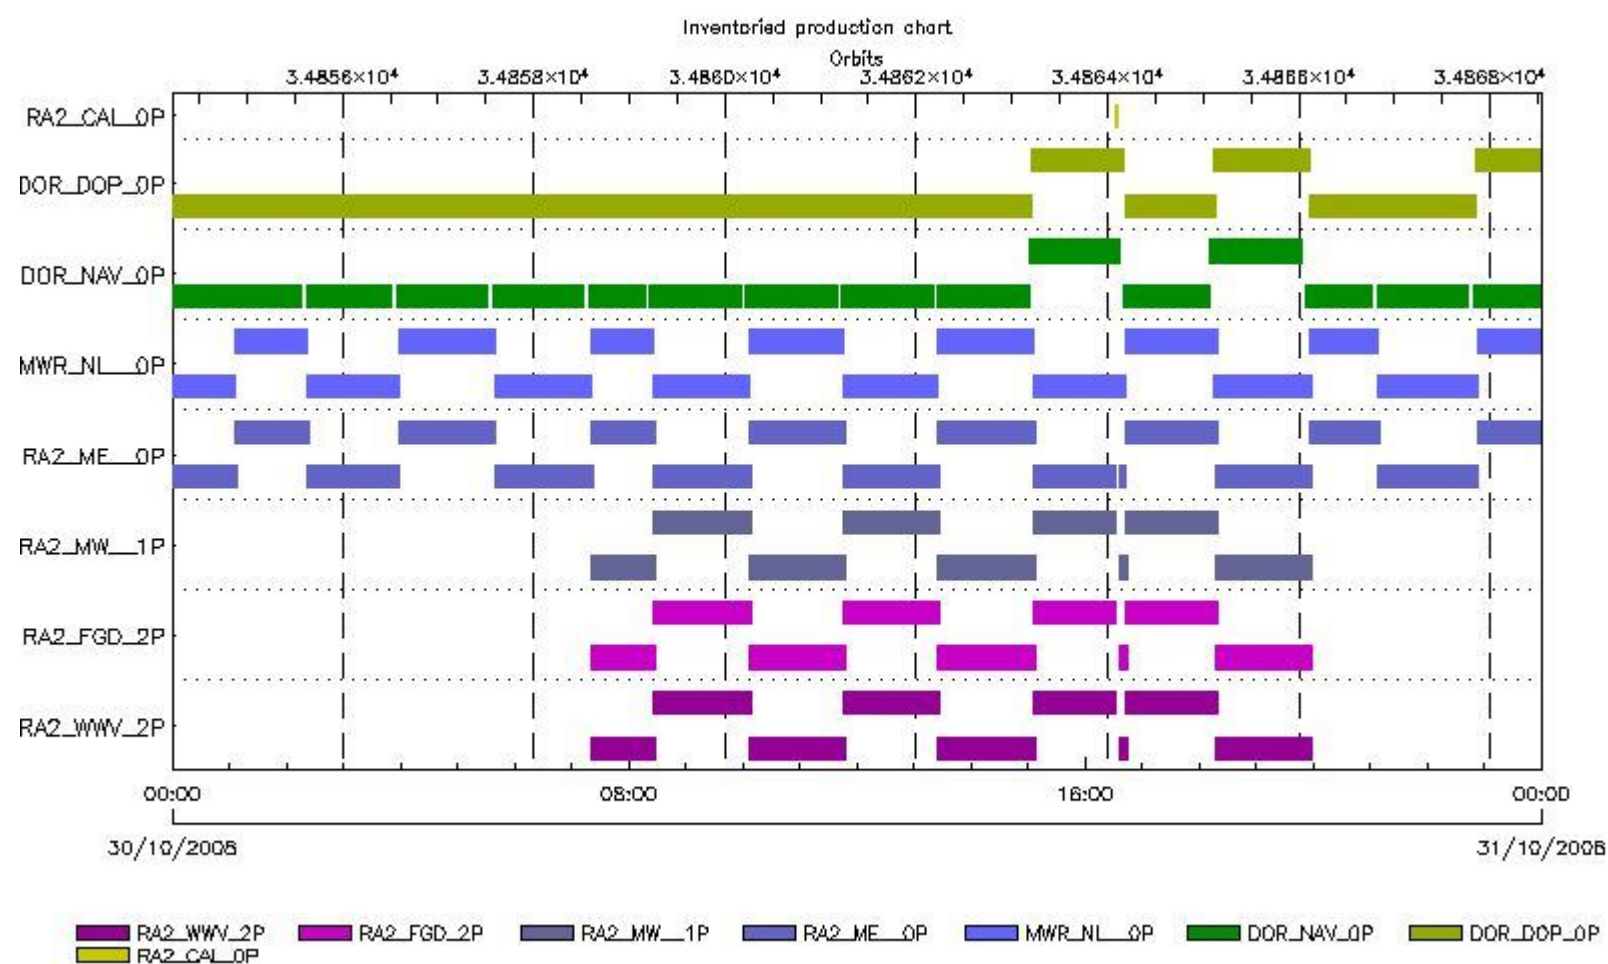 Inventoried production chart
Orbits
3.4856×10⁴ 3.4858×10⁴ 3.4860×10⁴ 3.4862×10⁴ 3.4864×10⁴ 3.4866×10⁴ 3.4868×10⁴
RA2_CAL_0P
DOR_DOP_0P
DOR_NAV_0P
MWR_NL__0P
RA2_ME__0P
RA2_MW__1P
RA2_FGD_2P
RA2_WWV_2P
00:00 08:00 16:00 00:00
30/10/2008 31/10/2008
RA2_WWV_2P RA2_FGD_2P RA2_MW__1P RA2_ME__0P MWR_NL__0P DOR_NAV_0P DOR_DOP_0P
RA2_CAL_0P